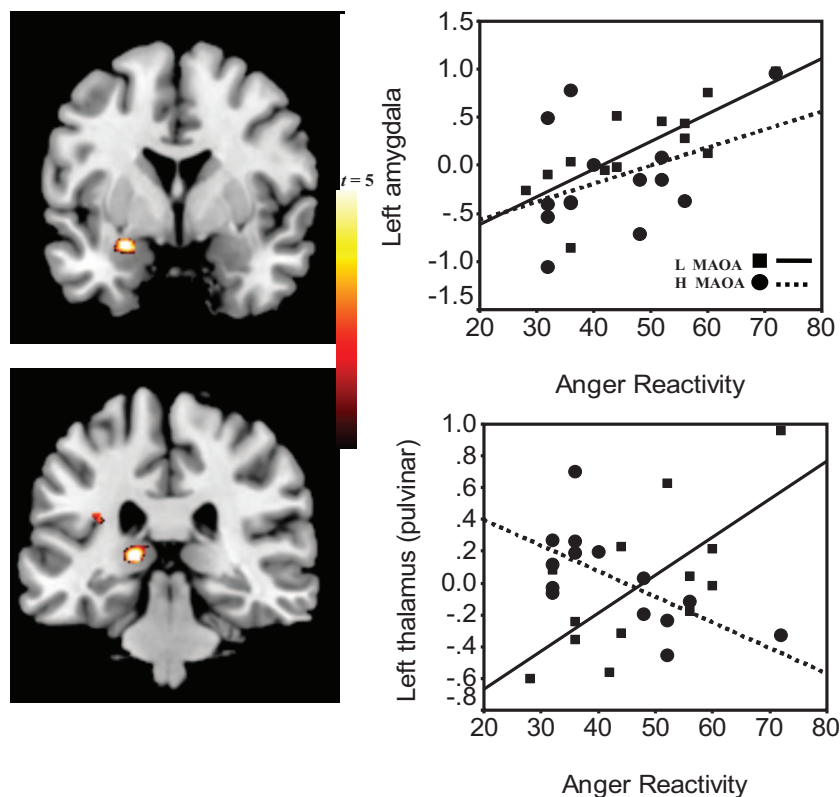 t = 5
Left amygdala
1.5
1.0
.5
0.0
-.5
-1.0
-1.5
L MAOA
H MAOA
20 30 40 50 60 70 80
Anger Reactivity
Left thalamus (pulvinar)
1.0
.8
.6
.4
.2
0.0
-.2
-.4
-.6
-.8
20 30 40 50 60 70 80
Anger Reactivity